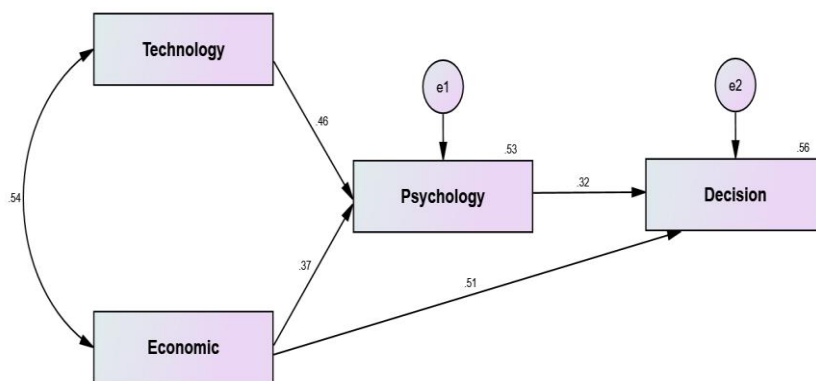 Technology
e1
e2
.46
.53
.56
Psychology
.32
Decision
.54
.37
.51
Economic